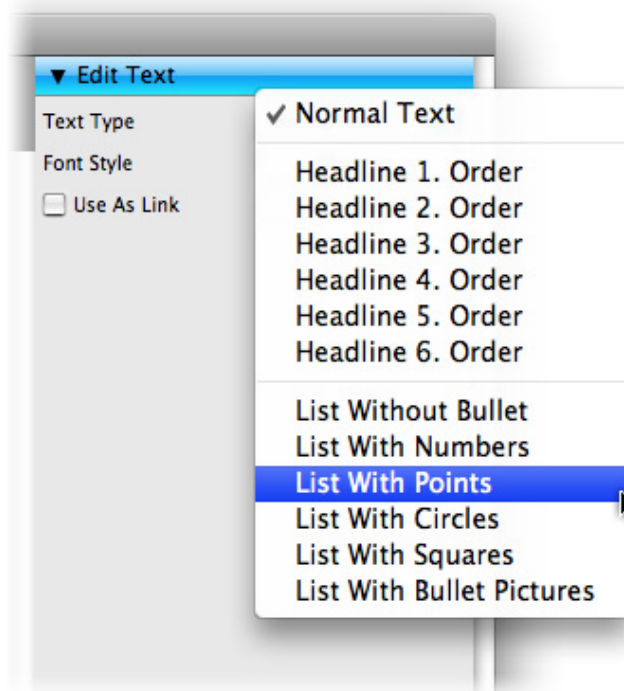 ▼ Edit Text
Text Type
Font Style
Use As Link
✓ Normal Text
Headline 1. Order
Headline 2. Order
Headline 3. Order
Headline 4. Order
Headline 5. Order
Headline 6. Order
List Without Bullet
List With Numbers
List With Points
List With Circles
List With Squares
List With Bullet Pictures